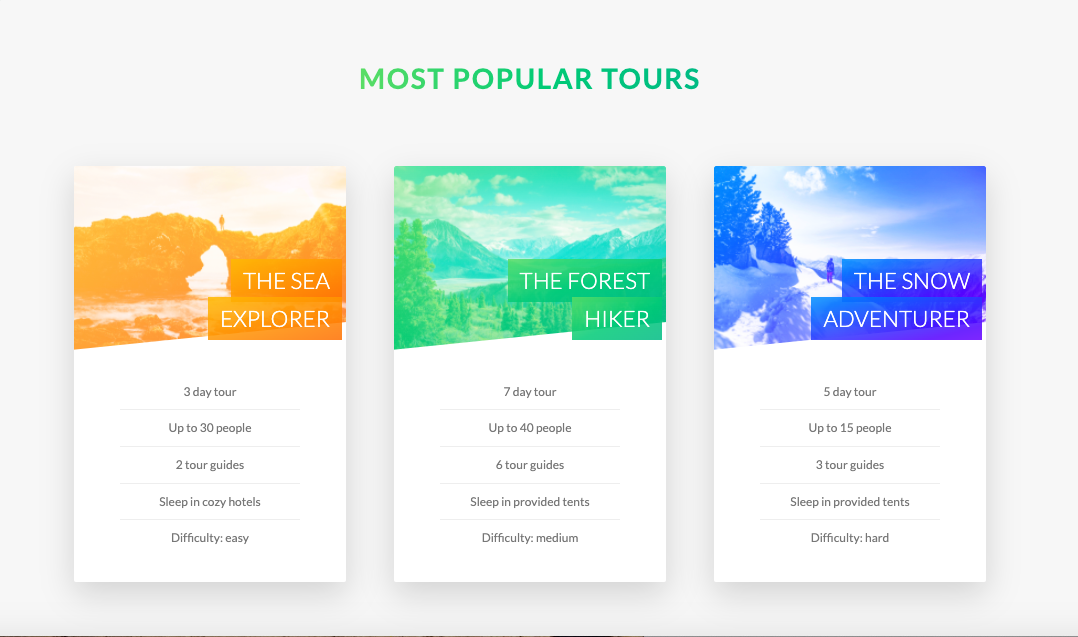 MOST POPULAR TOURS
THE SEA
EXPLORER
3 day tour
Up to 30 people
2 tour guides
Sleep in cozy hotels
Difficulty: easy
THE FOREST
HIKER
7 day tour
Up to 40 people
6 tour guides
Sleep in provided tents
Difficulty: medium
THE SNOW
ADVENTURER
5 day tour
Up to 15 people
3 tour guides
Sleep in provided tents
Difficulty: hard